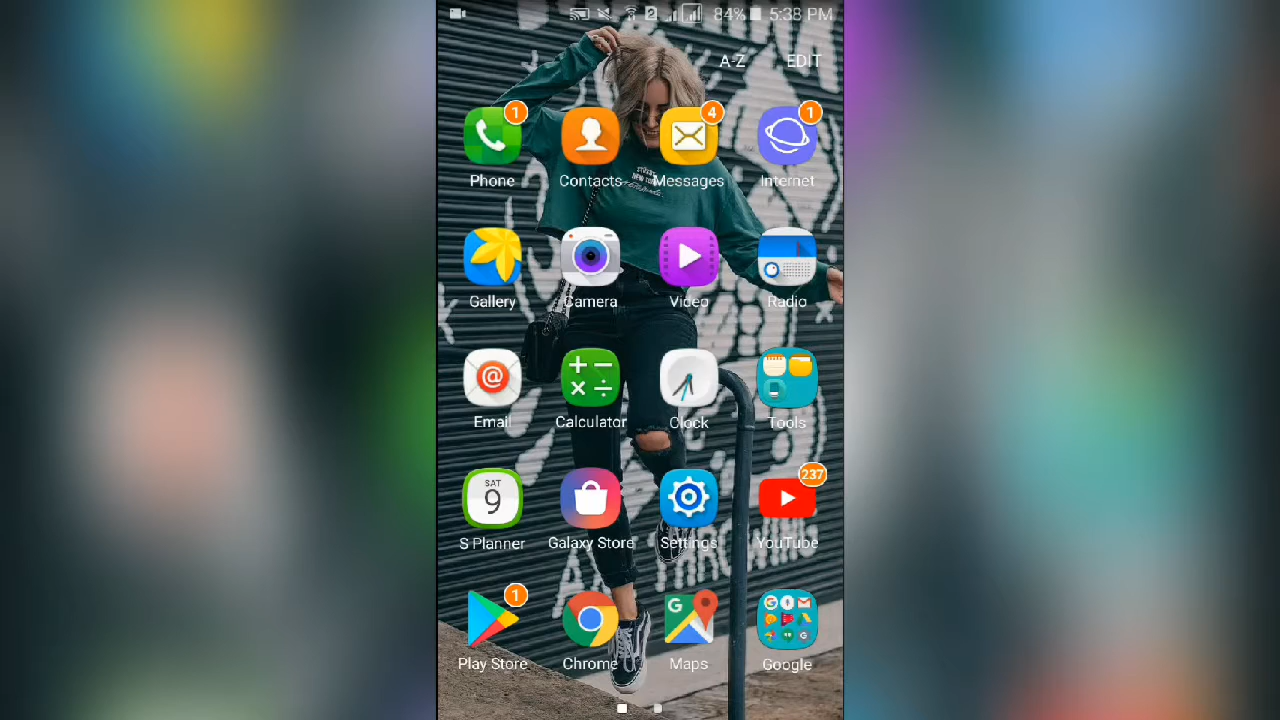 84% 5:38 PM
A-Z EDIT
1 4 1
Phone Contacts Messages Internet
Gallery Camera Video Radio
Email Calculator Clock Tools
SAT
9
237
S Planner Galaxy Store Settings YouTube
1
Play Store Chrome Maps Google